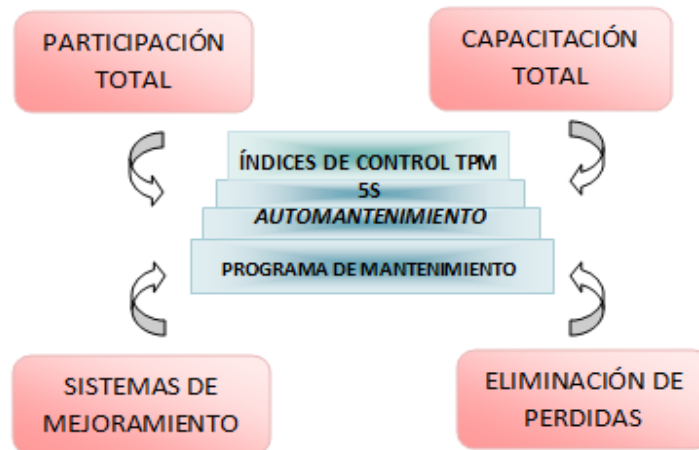 PARTICIPACIÓN
TOTAL
CAPACITACIÓN
TOTAL
ÍNDICES DE CONTROL TPM
5S
AUTOMANTENIMIENTO
PROGRAMA DE MANTENIMIENTO
SISTEMAS DE
MEJORAMIENTO
ELIMINACIÓN DE
PERDIDAS